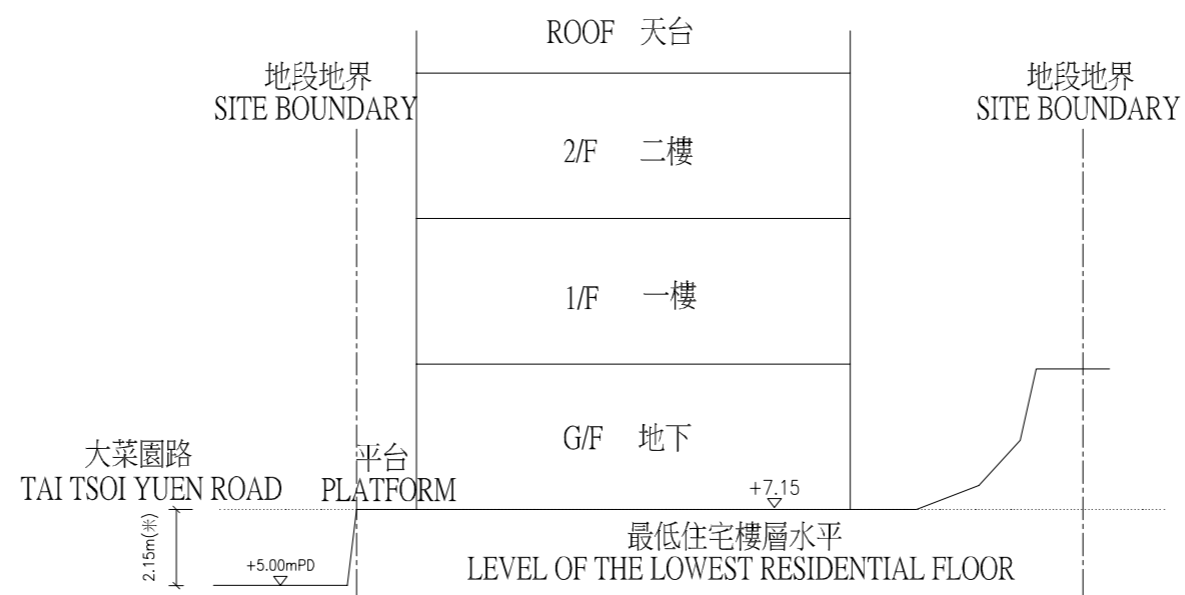 ROOF 天台
地段地界
SITE BOUNDARY
地段地界
SITE BOUNDARY
2/F 二樓
1/F 一樓
G/F 地下
大菜園路
TAI TSOI YUEN ROAD
平台
PLATFORM
+7.15
2.15m(米)
+5.00mPD
最低住宅樓層水平
LEVEL OF THE LOWEST RESIDENTIAL FLOOR